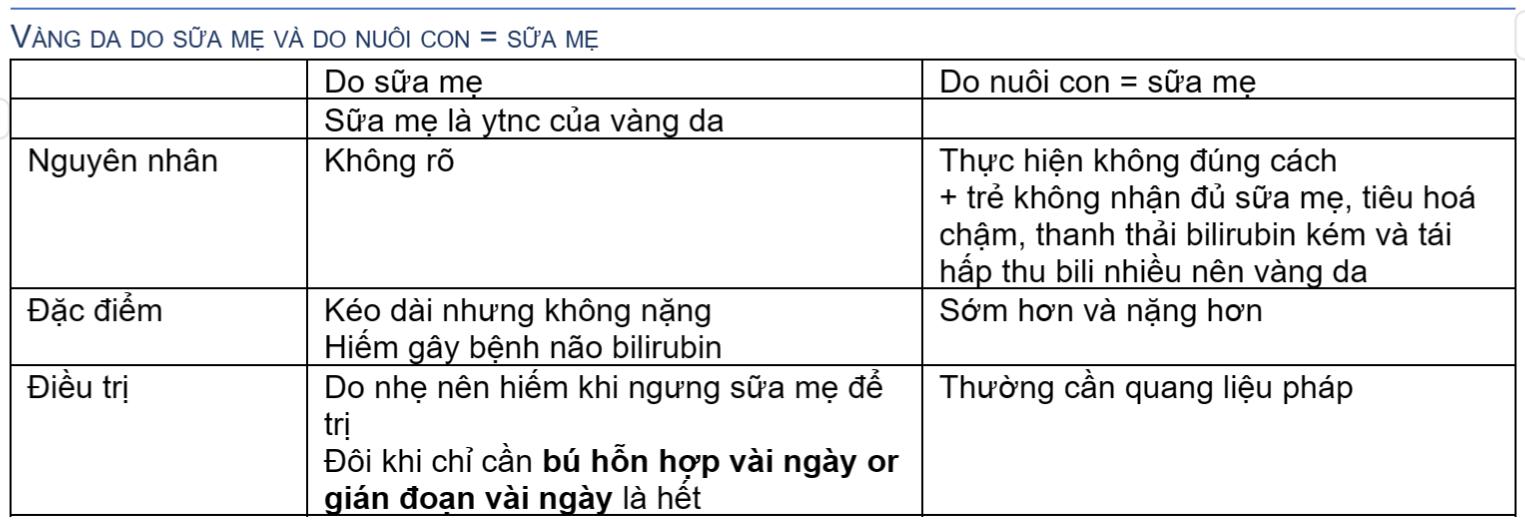 VÀNG DA DO SỮA MẸ VÀ DO NUÔI CON = SỮA MẸ
Do sữa mẹ
Do nuôi con = sữa mẹ
Sữa mẹ là ytnc của vàng da
Nguyên nhân
Không rõ
Thực hiện không đúng cách
+ trẻ không nhận đủ sữa mẹ, tiêu hoá
chậm, thanh thải bilirubin kém và tái
hấp thu bili nhiều nên vàng da
Đặc điểm
Kéo dài nhưng không nặng
Hiếm gây bệnh não bilirubin
Sớm hơn và nặng hơn
Điều trị
Do nhẹ nên hiếm khi ngưng sữa mẹ để
trị
Đôi khi chỉ cần bú hỗn hợp vài ngày or
gián đoạn vài ngày là hết
Thường cần quang liệu pháp